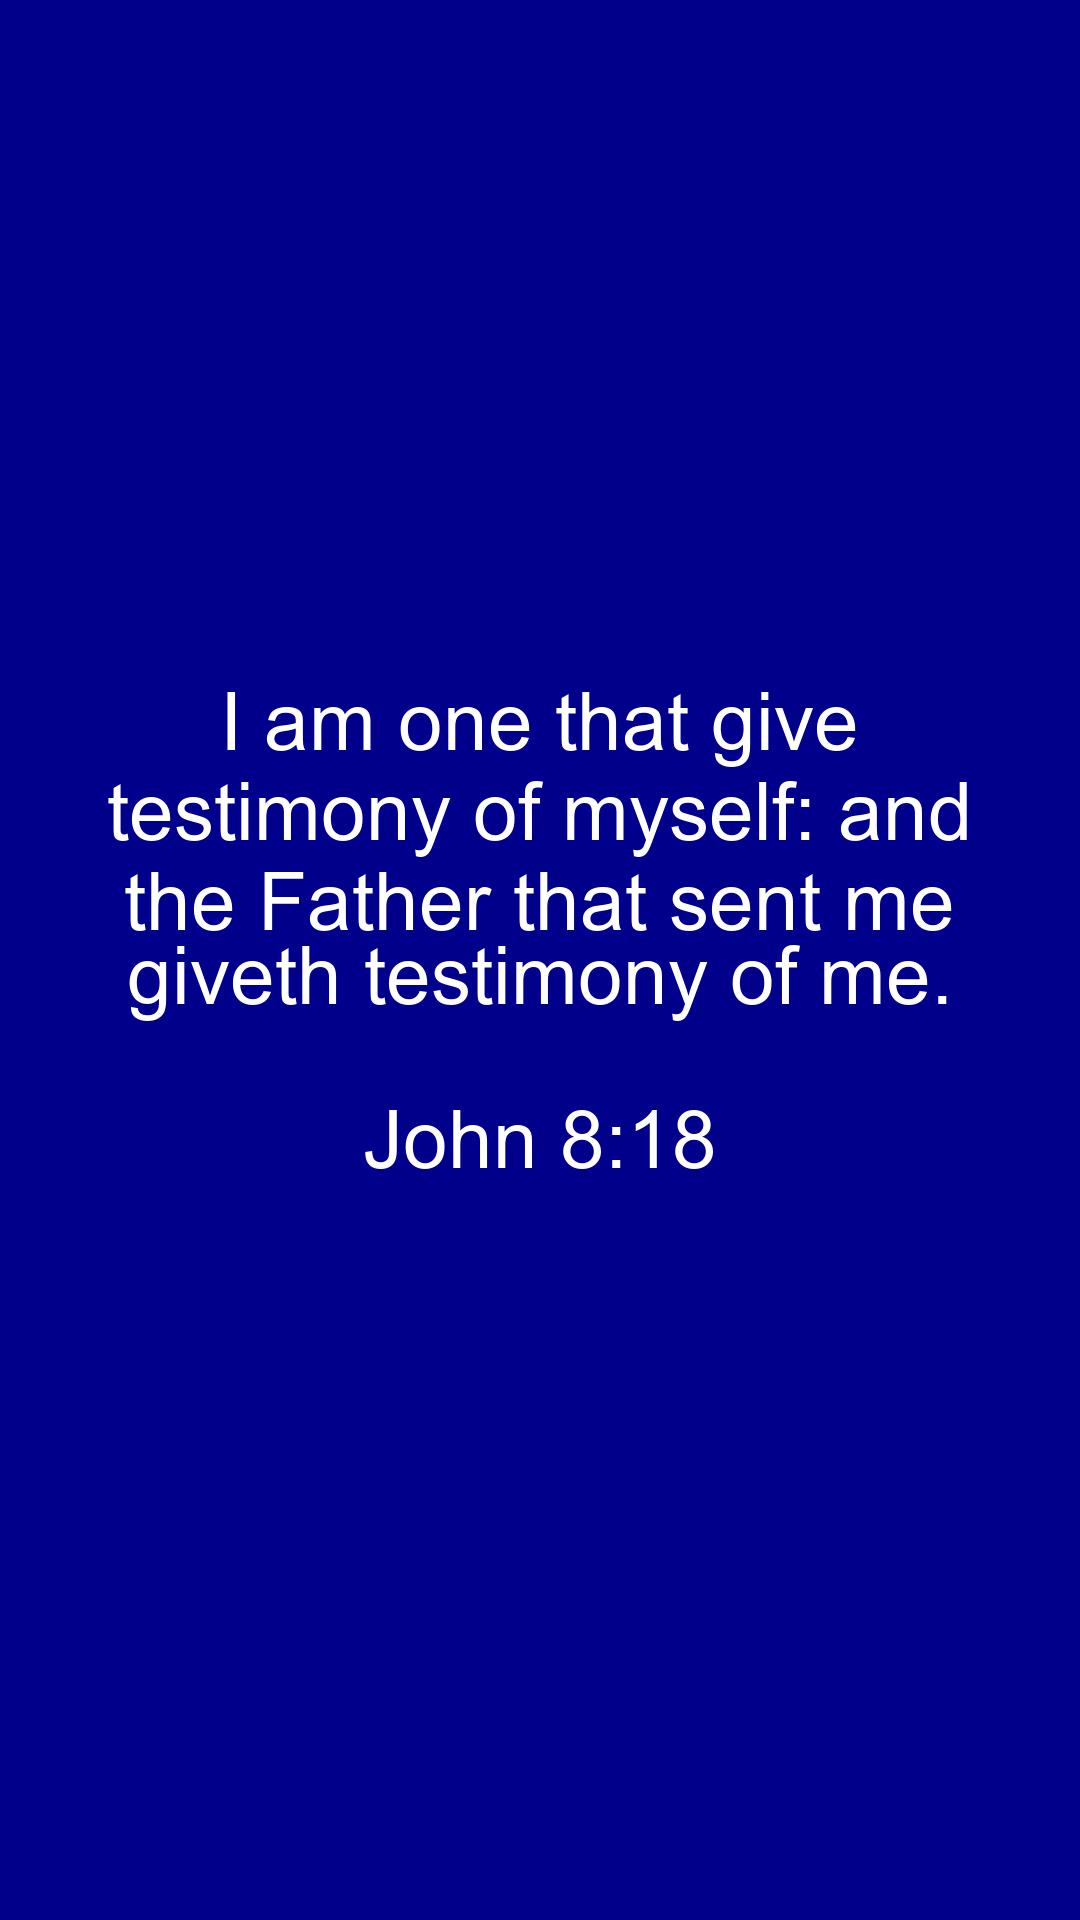 I am one that give
testimony of myself: and
the Father that sent me
giveth testimony of me.
John 8:18